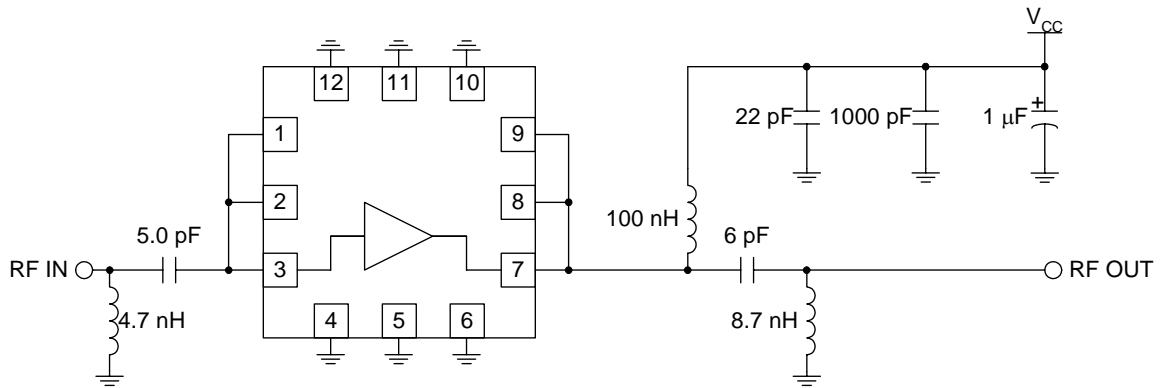 V_CC
12 11 10
1 9
22 pF 1000 pF 1 μF +
2 8
5.0 pF 100 nH 6 pF
RF IN 3 7 RF OUT
4.7 nH 4 5 6 8.7 nH